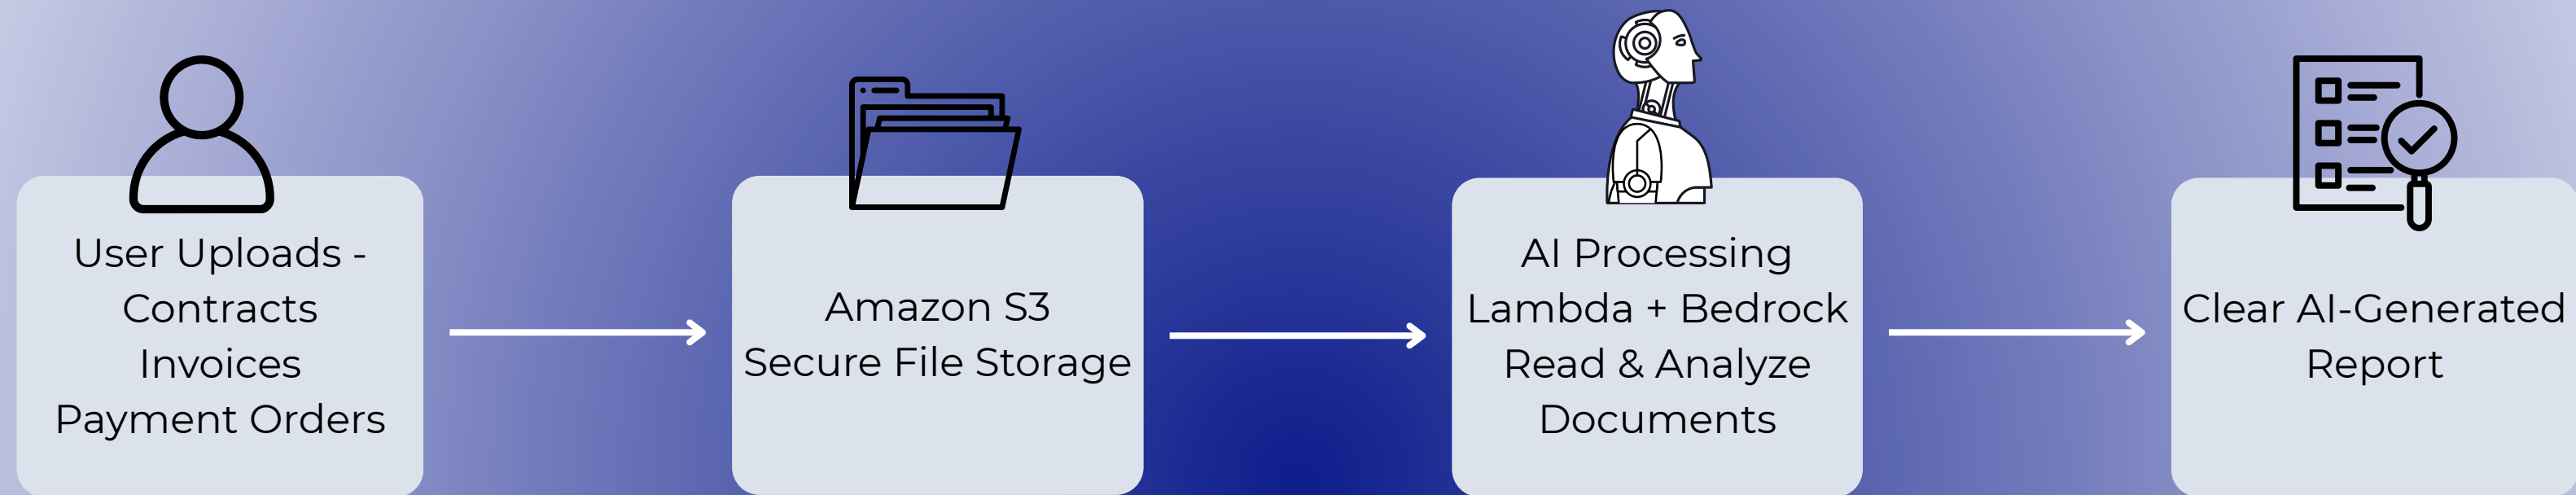 User Uploads -
Contracts
Invoices
Payment Orders
Amazon S3
Secure File Storage
AI Processing
Lambda + Bedrock
Read & Analyze
Documents
Clear AI-Generated
Report